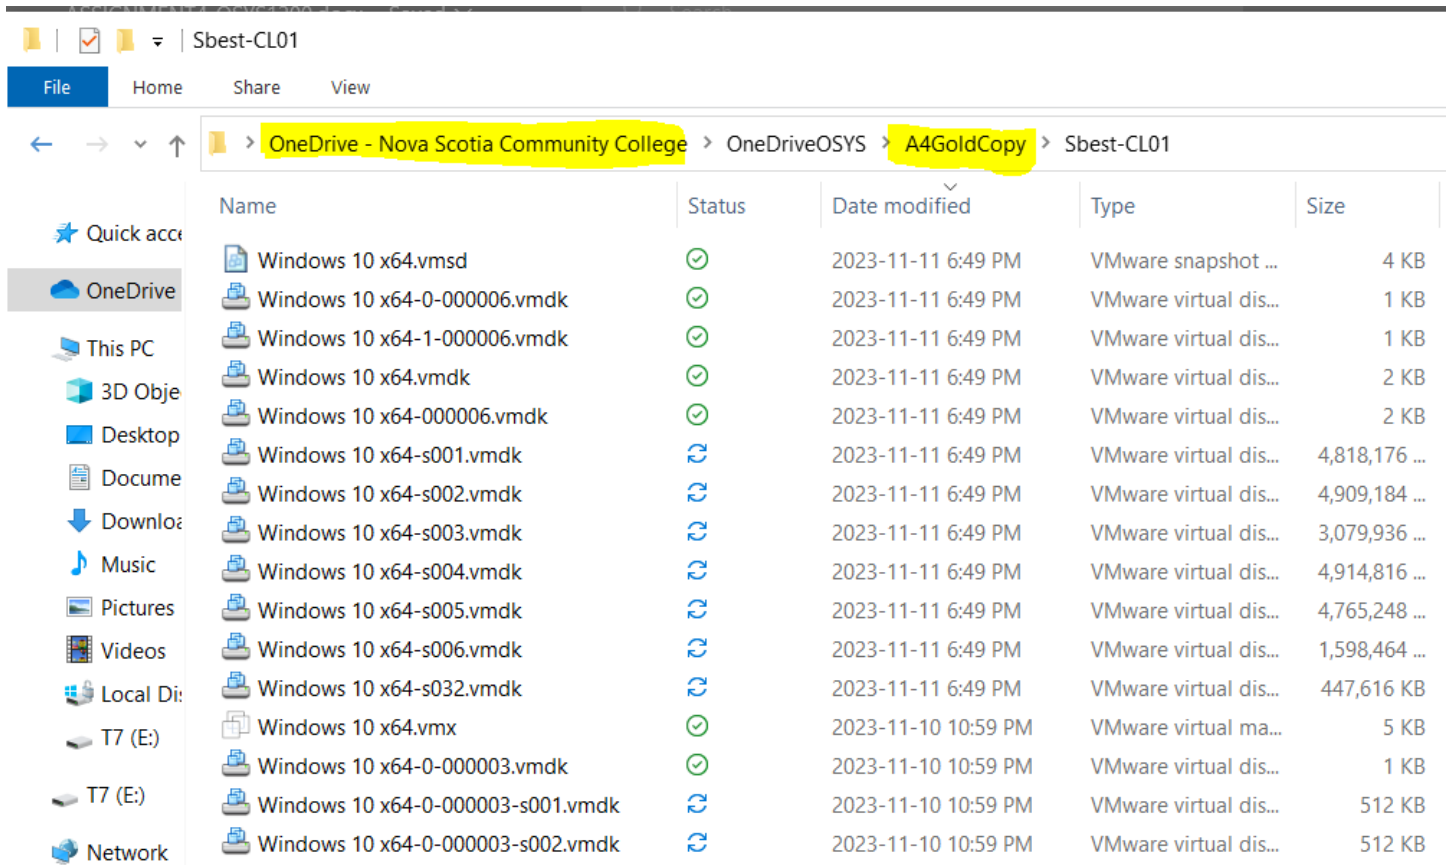 Sbest-CL01
File Home Share View
OneDrive - Nova Scotia Community College > OneDriveOSYS > A4GoldCopy > Sbest-CL01
Name Status Date modified Type Size
Quick acce
OneDrive
This PC
3D Obje
Desktop
Docume
Downloa
Music
Pictures
Videos
Local Dis
T7 (E:)
T7 (E:)
Network
Windows 10 x64.vmsd 2023-11-11 6:49 PM VMware snapshot ... 4 KB
Windows 10 x64-0-000006.vmdk 2023-11-11 6:49 PM VMware virtual dis... 1 KB
Windows 10 x64-1-000006.vmdk 2023-11-11 6:49 PM VMware virtual dis... 1 KB
Windows 10 x64.vmdk 2023-11-11 6:49 PM VMware virtual dis... 2 KB
Windows 10 x64-000006.vmdk 2023-11-11 6:49 PM VMware virtual dis... 2 KB
Windows 10 x64-s001.vmdk 2023-11-11 6:49 PM VMware virtual dis... 4,818,176 ...
Windows 10 x64-s002.vmdk 2023-11-11 6:49 PM VMware virtual dis... 4,909,184 ...
Windows 10 x64-s003.vmdk 2023-11-11 6:49 PM VMware virtual dis... 3,079,936 ...
Windows 10 x64-s004.vmdk 2023-11-11 6:49 PM VMware virtual dis... 4,914,816 ...
Windows 10 x64-s005.vmdk 2023-11-11 6:49 PM VMware virtual dis... 4,765,248 ...
Windows 10 x64-s006.vmdk 2023-11-11 6:49 PM VMware virtual dis... 1,598,464 ...
Windows 10 x64-s032.vmdk 2023-11-11 6:49 PM VMware virtual dis... 447,616 KB
Windows 10 x64.vmx 2023-11-10 10:59 PM VMware virtual ma... 5 KB
Windows 10 x64-0-000003.vmdk 2023-11-10 10:59 PM VMware virtual dis... 1 KB
Windows 10 x64-0-000003-s001.vmdk 2023-11-10 10:59 PM VMware virtual dis... 512 KB
Windows 10 x64-0-000003-s002.vmdk 2023-11-10 10:59 PM VMware virtual dis... 512 KB